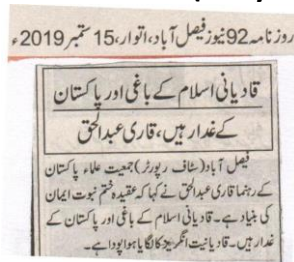 روزنامہ 92 نیوز فیصل آباد، اتوار، 15 ستمبر 2019ء
قادیانی اسلام کے باغی اور پاکستان
کے غدار ہیں، قاری عبدالحق
فیصل آباد (سٹاف رپورٹر) جمعیت علماء پاکستان
کے رہنما قاری عبدالحق نے کہا کہ عقیدہ ختم نبوت ایمان
کی بنیاد ہے۔ قادیانی اسلام کے باغی اور پاکستان کے
غدار ہیں۔ قادیانیت انگریز کا لگایا ہوا پودا ہے۔